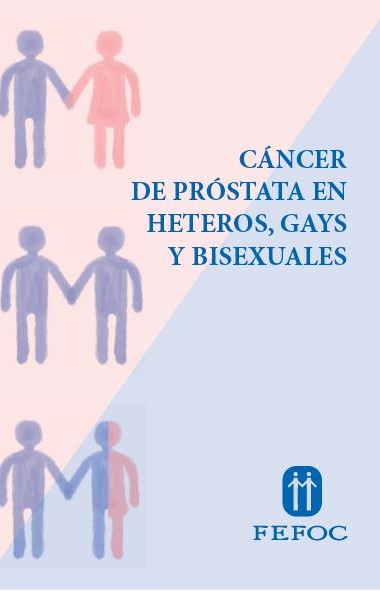 CÁNCER
DE PRÓSTATA EN
HETEROS, GAYS
Y BISEXUALES
FEFOC